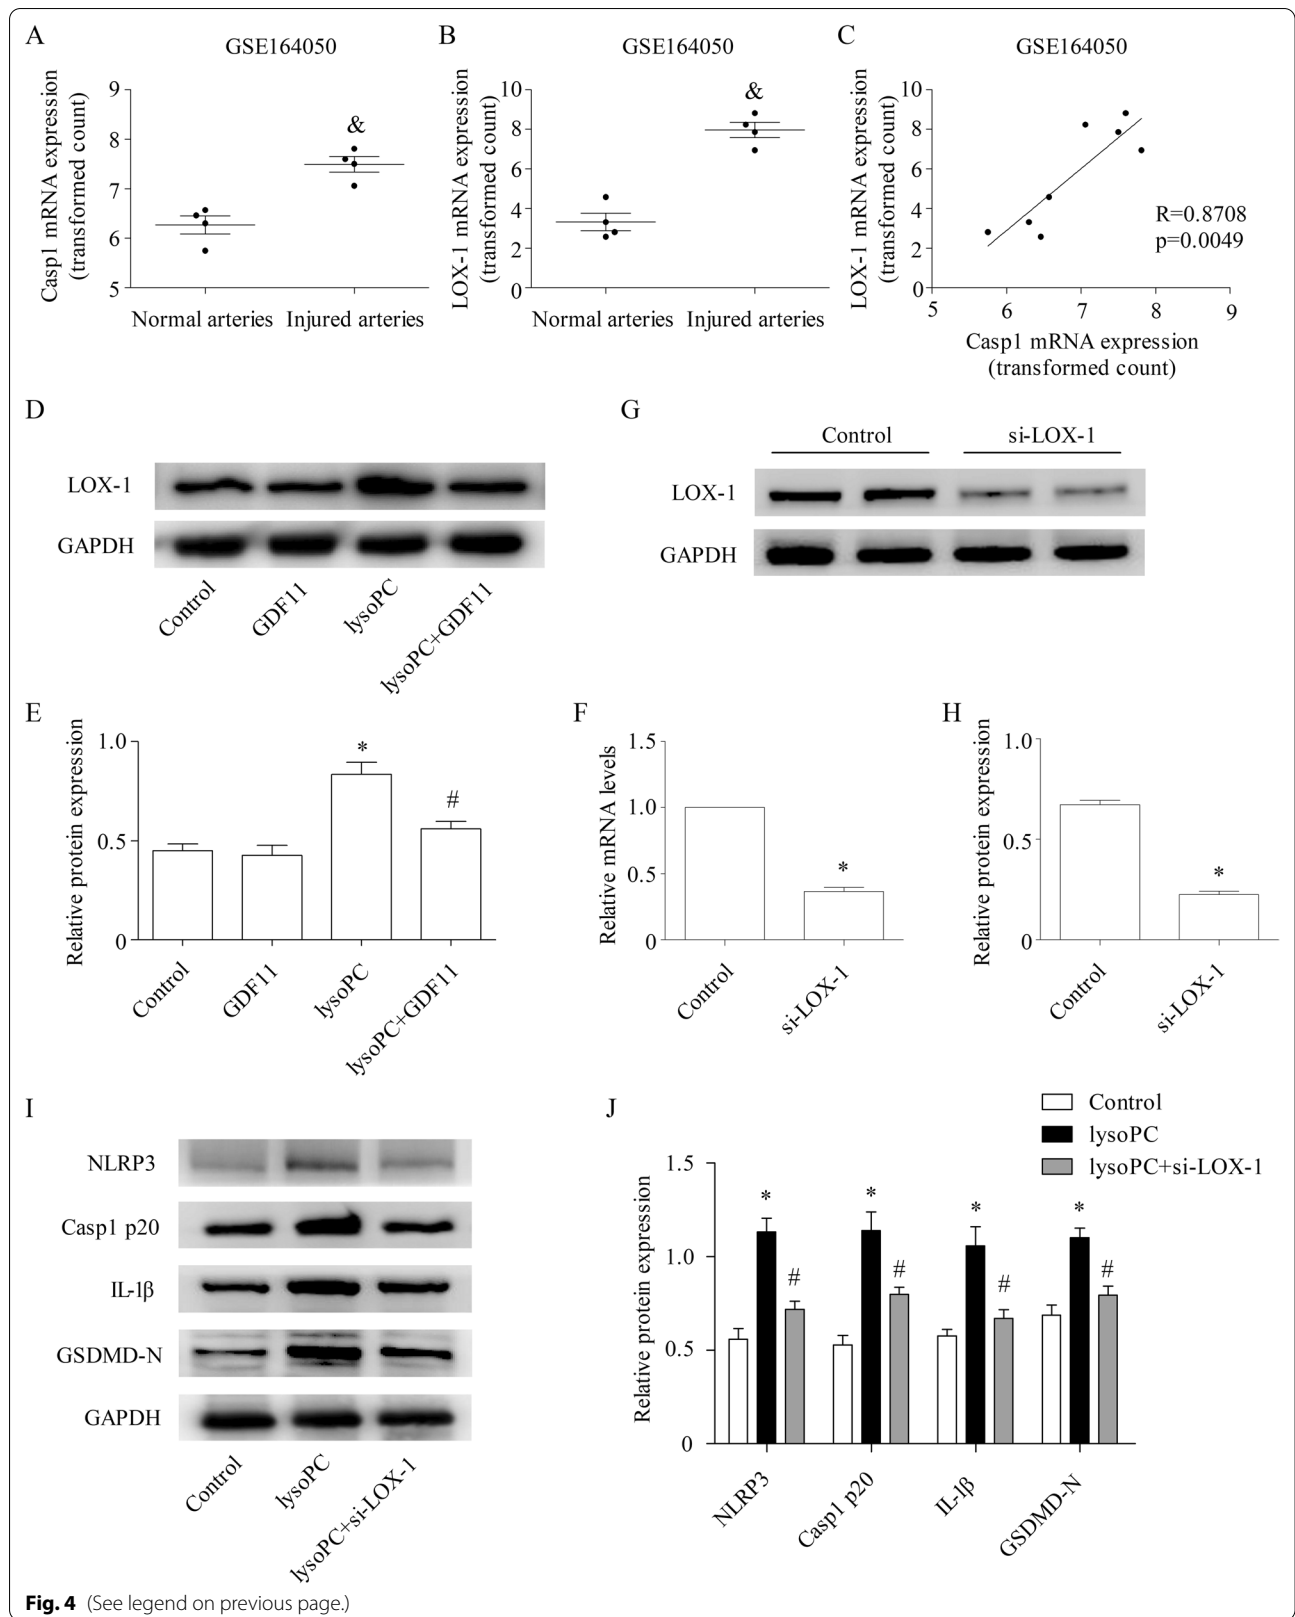 A
GSE164050
Casp1 mRNA expression
(transformed count)
9
8
7
6
5
&
Normal arteries
Injured arteries
B
GSE164050
LOX-1 mRNA expression
(transformed count)
10
8
6
4
2
0
&
Normal arteries
Injured arteries
C
GSE164050
LOX-1 mRNA expression
(transformed count)
10
8
6
4
2
0
R=0.8708
p=0.0049
5
6
7
8
9
Casp1 mRNA expression
(transformed count)
D
LOX-1
GAPDH
Control
GDF11
lysoPC
lysoPC+GDF11
G
Control
si-LOX-1
LOX-1
GAPDH
E
Relative protein expression
1.0
0.5
0
*
#
Control
GDF11
lysoPC
lysoPC+GDF11
F
Relative mRNA levels
1.5
1.0
0.5
0
*
Control
si-LOX-1
H
Relative protein expression
1.0
0.5
0
*
Control
si-LOX-1
I
NLRP3
Casp1 p20
IL-1β
GSDMD-N
GAPDH
Control
lysoPC
lysoPC+si-LOX-1
J
Control
lysoPC
lysoPC+si-LOX-1
Relative protein expression
1.5
1.0
0.5
0
*
#
*
#
*
#
*
#
NLRP3
Casp1 p20
IL-1β
GSDMD-N
Fig. 4 (See legend on previous page.)